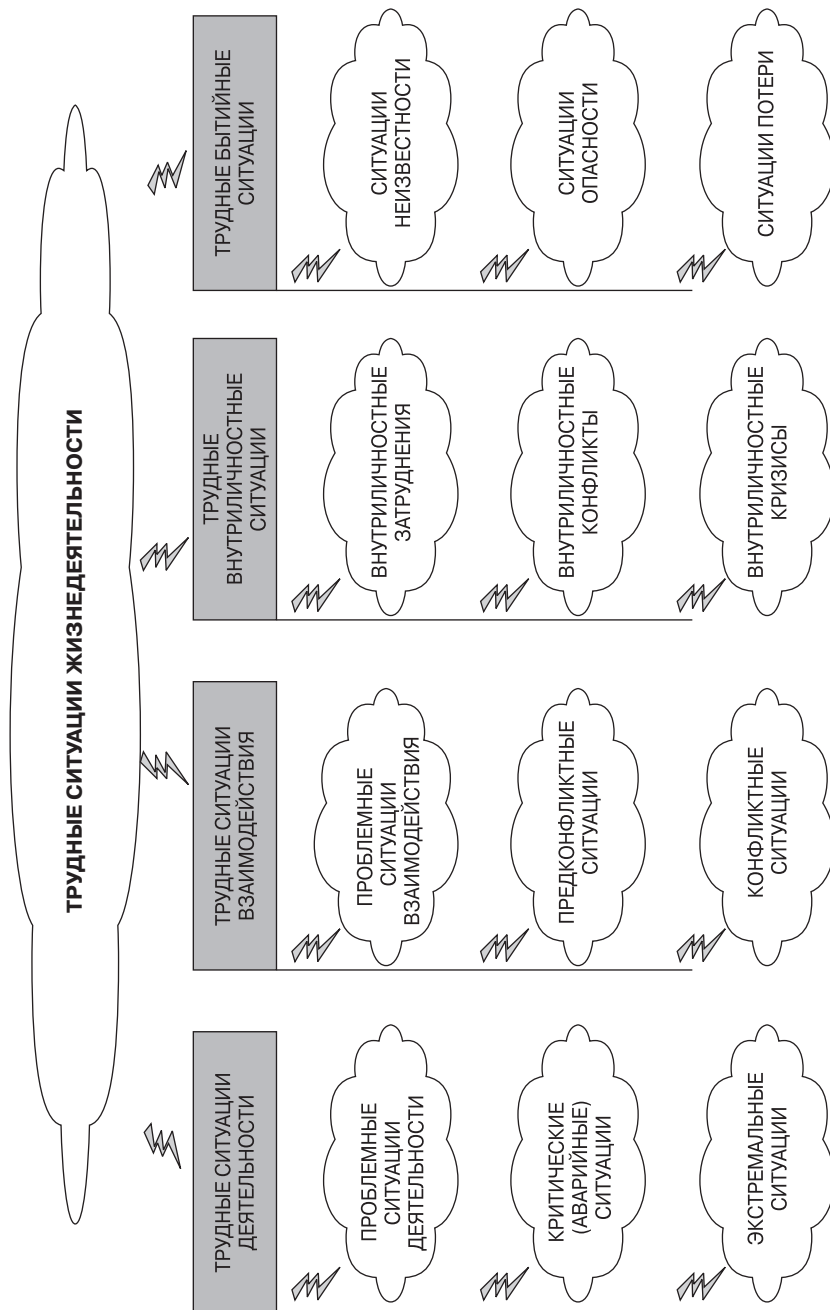 ТРУДНЫЕ СИТУАЦИИ ЖИЗНЕДЕЯТЕЛЬНОСТИ
ТРУДНЫЕ СИТУАЦИИ
ДЕЯТЕЛЬНОСТИ
ПРОБЛЕМНЫЕ
СИТУАЦИИ
ДЕЯТЕЛЬНОСТИ
КРИТИЧЕСКИЕ
(АВАРИЙНЫЕ)
СИТУАЦИИ
ЭКСТРЕМАЛЬНЫЕ
СИТУАЦИИ
ТРУДНЫЕ СИТУАЦИИ
ВЗАИМОДЕЙСТВИЯ
ПРОБЛЕМНЫЕ
СИТУАЦИИ
ВЗАИМОДЕЙСТВИЯ
ПРЕДКОНФЛИКТНЫЕ
СИТУАЦИИ
КОНФЛИКТНЫЕ
СИТУАЦИИ
ТРУДНЫЕ
ВНУТРИЛИЧНОСТНЫЕ
СИТУАЦИИ
ВНУТРИЛИЧНОСТНЫЕ
ЗАТРУДНЕНИЯ
ВНУТРИЛИЧНОСТНЫЕ
КОНФЛИКТЫ
ВНУТРИЛИЧНОСТНЫЕ
КРИЗИСЫ
ТРУДНЫЕ БЫТИЙНЫЕ
СИТУАЦИИ
СИТУАЦИИ
НЕИЗВЕСТНОСТИ
СИТУАЦИИ
ОПАСНОСТИ
СИТУАЦИИ ПОТЕРИ